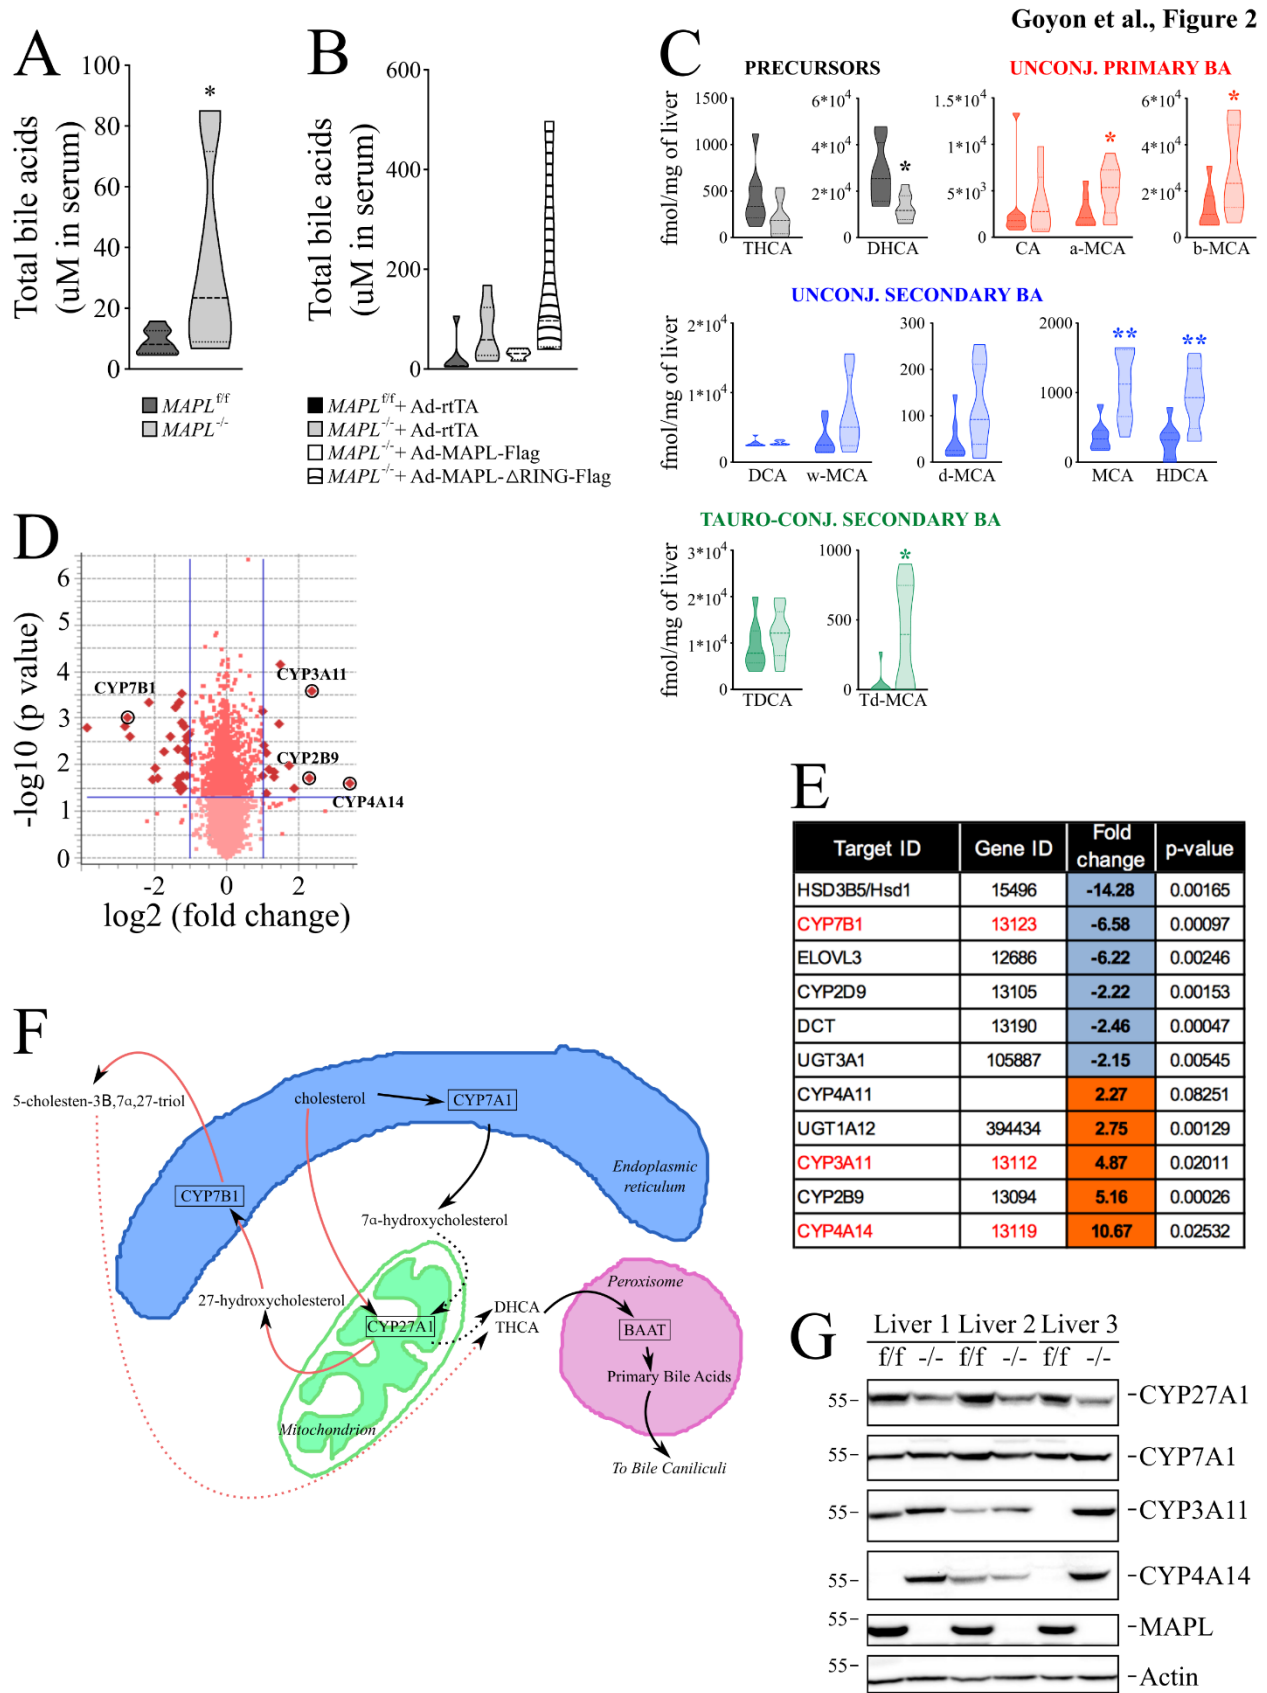 Goyon et al., Figure 2
A
Total bile acids
(uM in serum)
100
80
60
40
20
0
*
MAPL f/f
MAPL -/-
B
Total bile acids
(uM in serum)
600
400
200
0
MAPL f/f + Ad-rtTA
MAPL -/- + Ad-rtTA
MAPL -/- + Ad-MAPL-Flag
MAPL -/- + Ad-MAPL-ΔRING-Flag
C
PRECURSORS
UNCONJ. PRIMARY BA
fmol/mg of liver
1500
1000
500
0
THCA
6*10^4
4*10^4
2*10^4
0
*
DHCA
1.5*10^4
1*10^4
5*10^3
0
*
CA a-MCA
6*10^4
4*10^4
2*10^4
0
*
b-MCA
UNCONJ. SECONDARY BA
fmol/mg of liver
2*10^4
1*10^4
0
DCA w-MCA
300
200
100
0
d-MCA
2000
1000
0
** **
MCA HDCA
TAURO-CONJ. SECONDARY BA
fmol/mg of liver
3*10^4
2*10^4
1*10^4
0
TDCA
1000
500
0
*
Td-MCA
D
-log10 (p value)
6
5
4
3
2
1
0
CYP7B1
CYP3A11
CYP2B9
CYP4A14
-2 0 2
log2 (fold change)
E
Target ID Gene ID Fold change p-value
HSD3B5/Hsd1 15496 -14.28 0.00165
CYP7B1 13123 -6.58 0.00097
ELOVL3 12686 -6.22 0.00246
CYP2D9 13105 -2.22 0.00153
DCT 13190 -2.46 0.00047
UGT3A1 105887 -2.15 0.00545
CYP4A11 2.27 0.08251
UGT1A12 394434 2.75 0.00129
CYP3A11 13112 4.87 0.02011
CYP2B9 13094 5.16 0.00026
CYP4A14 13119 10.67 0.02532
F
5-cholesten-3B,7α,27-triol
cholesterol
CYP7A1
Endoplasmic
reticulum
CYP7B1
7α-hydroxycholesterol
27-hydroxycholesterol
CYP27A1
Mitochondrion
DHCA
THCA
Peroxisome
BAAT
Primary Bile Acids
To Bile Caniliculi
G
Liver 1 Liver 2 Liver 3
f/f -/- f/f -/- f/f -/-
55- -CYP27A1
55- -CYP7A1
55- -CYP3A11
55- -CYP4A14
55- -MAPL
55- -Actin